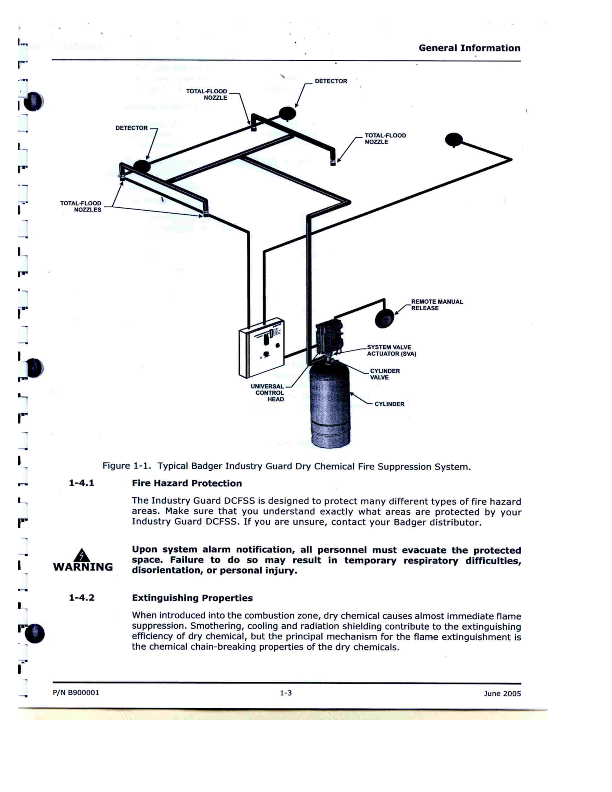 General Information
DETECTOR
TOTAL-FLOOD
NOZZLE
DETECTOR
TOTAL-FLOOD
NOZZLE
TOTAL-FLOOD
NOZZLES
REMOTE MANUAL
RELEASE
SYSTEM VALVE
ACTUATOR (SVA)
CYLINDER
VALVE
UNIVERSAL
CONTROL
HEAD
CYLINDER
Figure 1-1. Typical Badger Industry Guard Dry Chemical Fire Suppression System.
1-4.1 Fire Hazard Protection
The Industry Guard DCFSS is designed to protect many different types of fire hazard
areas. Make sure that you understand exactly what areas are protected by your
Industry Guard DCFSS. If you are unsure, contact your Badger distributor.
WARNING
Upon system alarm notification, all personnel must evacuate the protected
space. Failure to do so may result in temporary respiratory difficulties,
disorientation, or personal injury.
1-4.2 Extinguishing Properties
When introduced into the combustion zone, dry chemical causes almost immediate flame
suppression. Smothering, cooling and radiation shielding contribute to the extinguishing
efficiency of dry chemical, but the principal mechanism for the flame extinguishment is
the chemical chain-breaking properties of the dry chemicals.
P/N B900001 1-3 June 2005